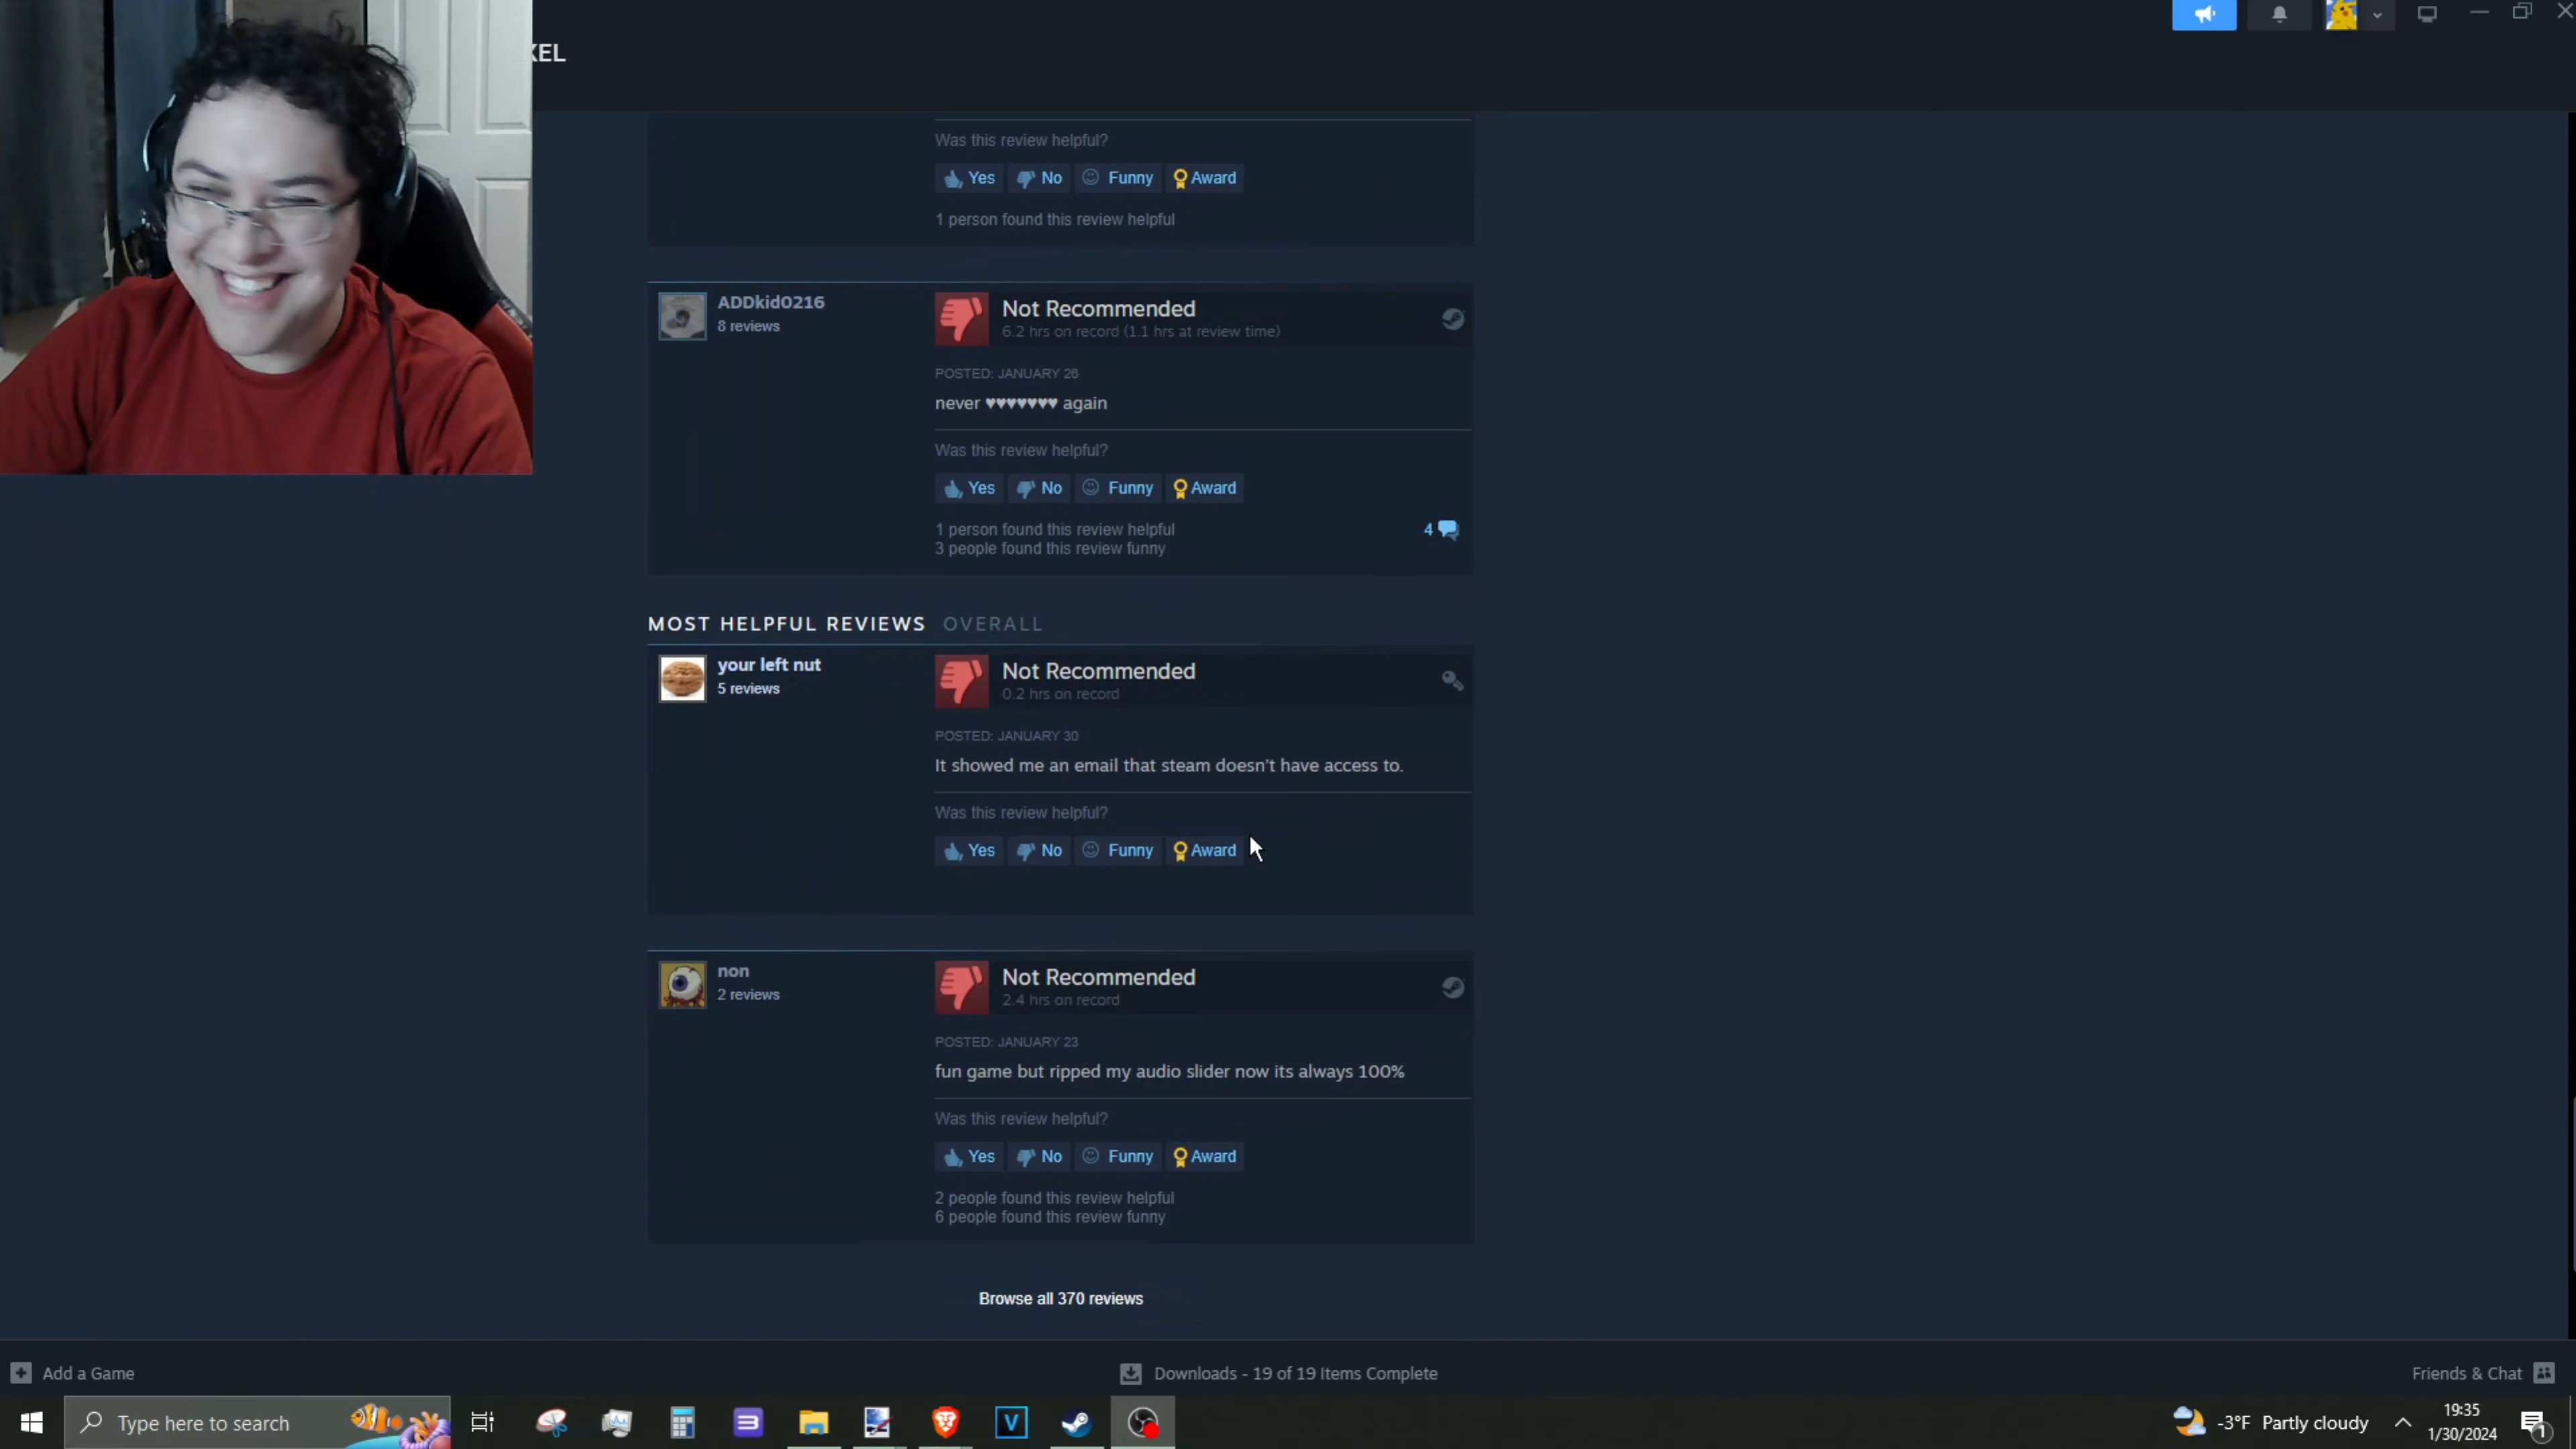 XEL
Was this review helpful?
Yes No Funny Award
1 person found this review helpful
ADDkid0216
8 reviews
Not Recommended
6.2 hrs on record (1.1 hrs at review time)
POSTED: JANUARY 26
never ♥♥♥♥♥♥♥ again
Was this review helpful?
Yes No Funny Award
1 person found this review helpful
3 people found this review funny
4
MOST HELPFUL REVIEWS OVERALL
your left nut
5 reviews
Not Recommended
0.2 hrs on record
POSTED: JANUARY 30
It showed me an email that steam doesn't have access to.
Was this review helpful?
Yes No Funny Award
non
2 reviews
Not Recommended
2.4 hrs on record
POSTED: JANUARY 23
fun game but ripped my audio slider now its always 100%
Was this review helpful?
Yes No Funny Award
2 people found this review helpful
6 people found this review funny
Browse all 370 reviews
Add a Game
Downloads - 19 of 19 Items Complete
Friends & Chat
Type here to search
V
-3°F Partly cloudy
19:35
1/30/2024
1